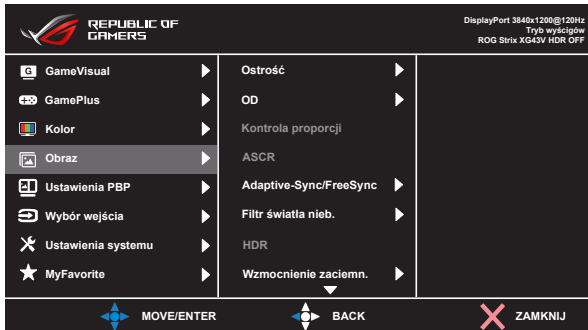 REPUBLIC OF
GAMERS
DisplayPort 3840x1200@120Hz
Tryb wyścigów
ROG Strix XG43V HDR OFF
G GameVisual
GamePlus
Kolor
Obraz
Ustawienia PBP
Wybór wejścia
Ustawienia systemu
MyFavorite
Ostrość
OD
Kontrola proporcji
ASCR
Adaptive-Sync/FreeSync
Filtr światła nieb.
HDR
Wzmocnienie zaciemn.
MOVE/ENTER
BACK
ZAMKNIJ